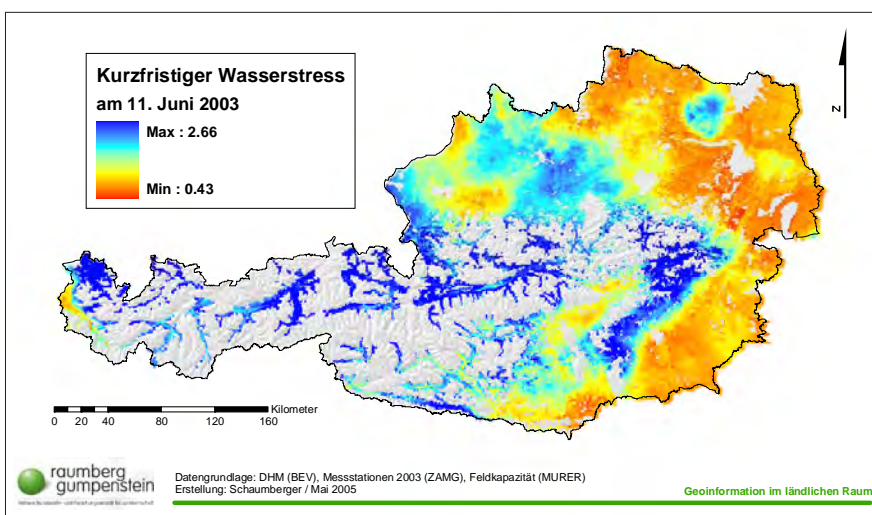 Kurzfristiger Wasserstress
am 11. Juni 2003
Max : 2.66
Min : 0.43
N
Kilometer
0 20 40 80 120 160
raumberg
gumpenstein
Datengrundlage: DHM (BEV), Messstationen 2003 (ZAMG), Feldkapazität (MURER)
Erstellung: Schaumberger / Mai 2005
Geoinformation im ländlichen Raum